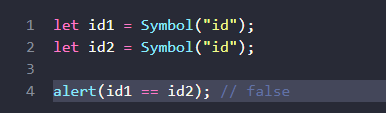 1 let id1 = Symbol("id");
2 let id2 = Symbol("id");
3
4 alert(id1 == id2); // false